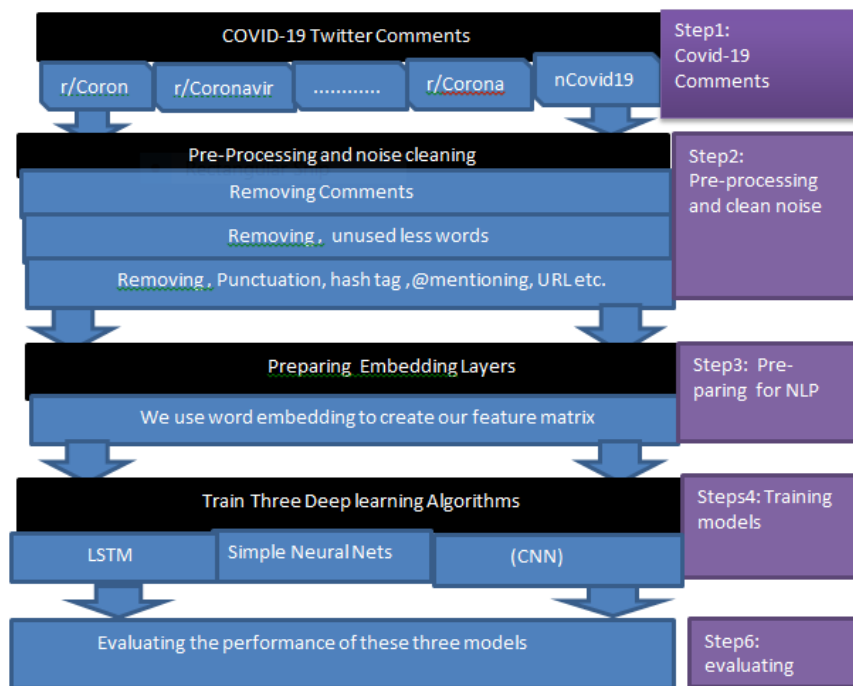 COVID-19 Twitter Comments
Step1:
Covid-19
Comments
r/Coron
r/Coronavir
............
r/Corona
nCovid19
Pre-Processing and noise cleaning
Step2:
Pre-processing
and clean noise
Removing Comments
Removing , unused less words
Removing , Punctuation, hash tag ,@mentioning, URL etc.
Preparing Embedding Layers
Step3: Pre-
paring for NLP
We use word embedding to create our feature matrix
Train Three Deep learning Algorithms
Steps4: Training
models
LSTM
Simple Neural Nets
(CNN)
Evaluating the performance of these three models
Step6:
evaluating